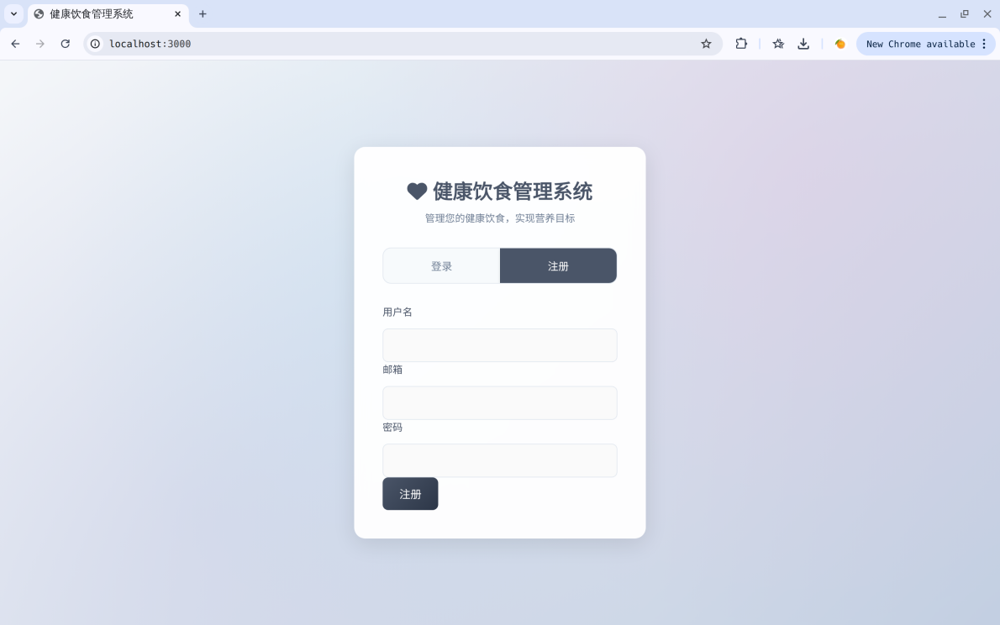 健康饮食管理系统
localhost:3000
New Chrome available
健康饮食管理系统
管理您的健康饮食，实现营养目标
登录 注册
用户名
邮箱
密码
注册